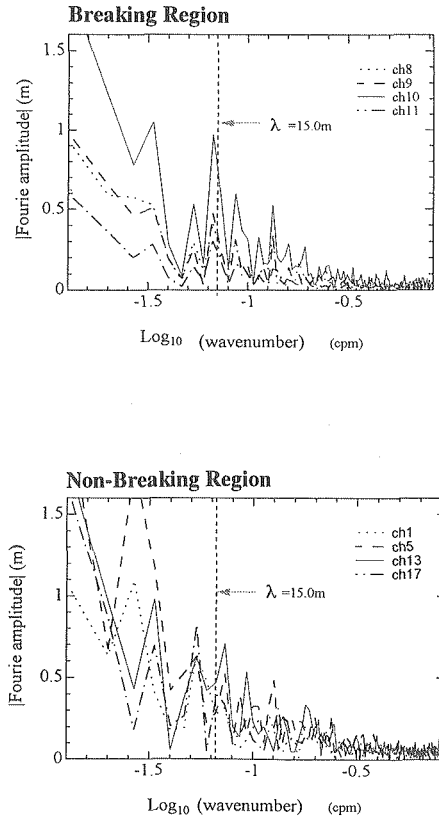 Breaking Region
|Fourie amplitude| (m)
1.5
1
0.5
0
ch8
ch9
ch10
ch11
λ =15.0m
-1.5
-1
-0.5
Log10 (wavenumber) (cpm)
Non-Breaking Region
|Fourie amplitude| (m)
1.5
1
0.5
0
ch1
ch5
ch13
ch17
λ =15.0m
-1.5
-1
-0.5
Log10 (wavenumber) (cpm)